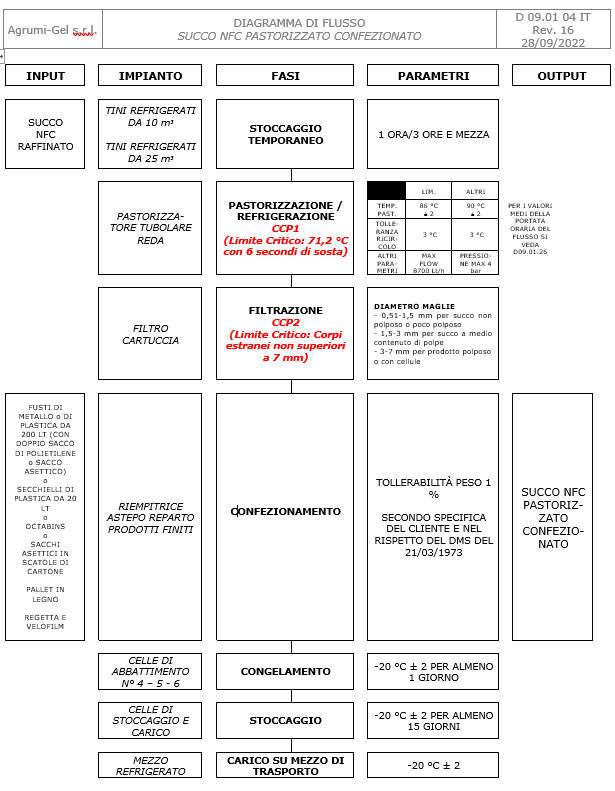 Agrumi-Gel s.r.l.
DIAGRAMMA DI FLUSSO
SUCCO NFC PASTORIZZATO CONFEZIONATO
D 09.01 04 IT
Rev. 16
28/09/2022
INPUT
IMPIANTO
FASI
PARAMETRI
OUTPUT
SUCCO
NFC
RAFFINATO
TINI REFRIGERATI
DA 10 m³
TINI REFRIGERATI
DA 25 m³
STOCCAGGIO
TEMPORANEO
1 ORA/3 ORE E MEZZA
PASTORIZZA-
TORE TUBOLARE
REDA
PASTORIZZAZIONE /
REFRIGERAZIONE
CCP1
(Limite Critico: 71,2 °C
con 6 secondi di sosta)
LIM.
ALTRI
TEMP.
PAST.
86 °C
± 2
90 °C
± 2
TOLLE-
RANZA
RICIR-
COLO
3 °C
3 °C
ALTRI
PARA-
METRI
MAX
FLOW
8700 Lt/h
PRESSIO-
NE MAX 4
bar
PER I VALORI
MEDI DELLA
PORTATA
ORARIA DEL
FLUSSO SI
VEDA
D09.01.26
FILTRO
CARTUCCIA
FILTRAZIONE
CCP2
(Limite Critico: Corpi
estranei non superiori
a 7 mm)
DIAMETRO MAGLIE
- 0,51-1,5 mm per succo non
polposo o poco polposo
- 1,5-3 mm per succo a medio
contenuto di polpe
- 3-7 mm per prodotto polposo
o con cellule
FUSTI DI
METALLO o DI
PLASTICA DA
200 LT (CON
DOPPIO SACCO
DI POLIETILENE
o SACCO
ASETTICO)
o
SECCHIELLI DI
PLASTICA DA 20
LT
o
OCTABINS
o
SACCHI
ASETTICI IN
SCATOLE DI
CARTONE
PALLET IN
LEGNO
REGETTA E
VELOFILM
RIEMPITRICE
ASTEPO REPARTO
PRODOTTI FINITI
CONFEZIONAMENTO
TOLLERABILITÀ PESO 1
%
SECONDO SPECIFICA
DEL CLIENTE E NEL
RISPETTO DEL DMS DEL
21/03/1973
SUCCO NFC
PASTORIZ-
ZATO
CONFEZIO-
NATO
CELLE DI
ABBATTIMENTO
N° 4 – 5 - 6
CONGELAMENTO
-20 °C ± 2 PER ALMENO
1 GIORNO
CELLE DI
STOCCAGGIO E
CARICO
STOCCAGGIO
-20 °C ± 2 PER ALMENO
15 GIORNI
MEZZO
REFRIGERATO
CARICO SU MEZZO DI
TRASPORTO
-20 °C ± 2